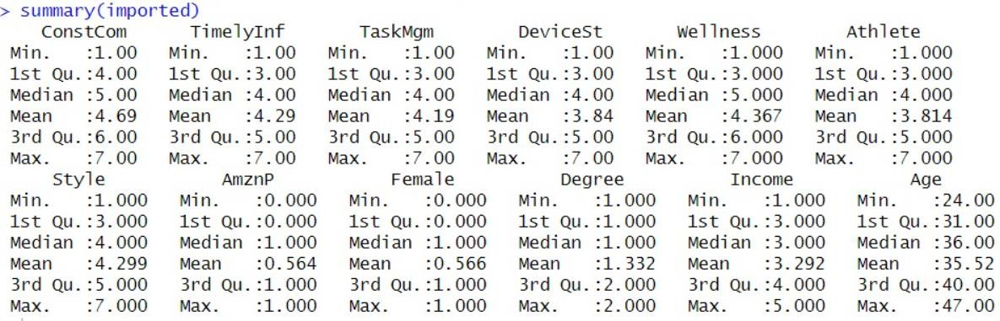 > summary(imported)
ConstCom TimelyInf TaskMgm DeviceSt Wellness Athlete
Min. :1.00 Min. :1.00 Min. :1.00 Min. :1.00 Min. :1.000 Min. :1.000
1st Qu.:4.00 1st Qu.:3.00 1st Qu.:3.00 1st Qu.:3.00 1st Qu.:3.000 1st Qu.:3.000
Median :5.00 Median :4.00 Median :4.00 Median :4.00 Median :5.000 Median :4.000
Mean :4.69 Mean :4.29 Mean :4.19 Mean :3.84 Mean :4.367 Mean :3.814
3rd Qu.:6.00 3rd Qu.:5.00 3rd Qu.:5.00 3rd Qu.:5.00 3rd Qu.:6.000 3rd Qu.:5.000
Max. :7.00 Max. :7.00 Max. :7.00 Max. :7.00 Max. :7.000 Max. :7.000
Style AmznP Female Degree Income Age
Min. :1.000 Min. :0.000 Min. :0.000 Min. :1.000 Min. :1.000 Min. :24.00
1st Qu.:3.000 1st Qu.:0.000 1st Qu.:0.000 1st Qu.:1.000 1st Qu.:3.000 1st Qu.:31.00
Median :4.000 Median :1.000 Median :1.000 Median :1.000 Median :3.000 Median :36.00
Mean :4.299 Mean :0.564 Mean :0.566 Mean :1.332 Mean :3.292 Mean :35.52
3rd Qu.:5.000 3rd Qu.:1.000 3rd Qu.:1.000 3rd Qu.:2.000 3rd Qu.:4.000 3rd Qu.:40.00
Max. :7.000 Max. :1.000 Max. :1.000 Max. :2.000 Max. :5.000 Max. :47.00